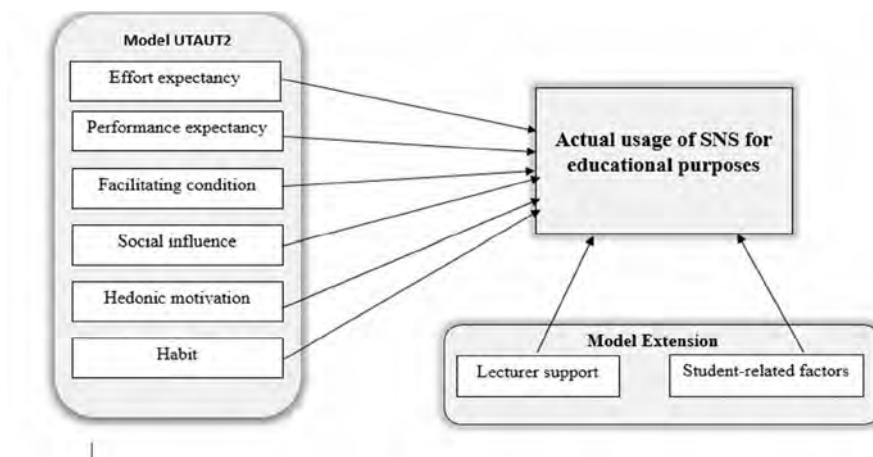 Model UTAUT2
Effort expectancy
Performance expectancy
Facilitating condition
Social influence
Hedonic motivation
Habit
Actual usage of SNS for
educational purposes
Model Extension
Lecturer support
Student-related factors